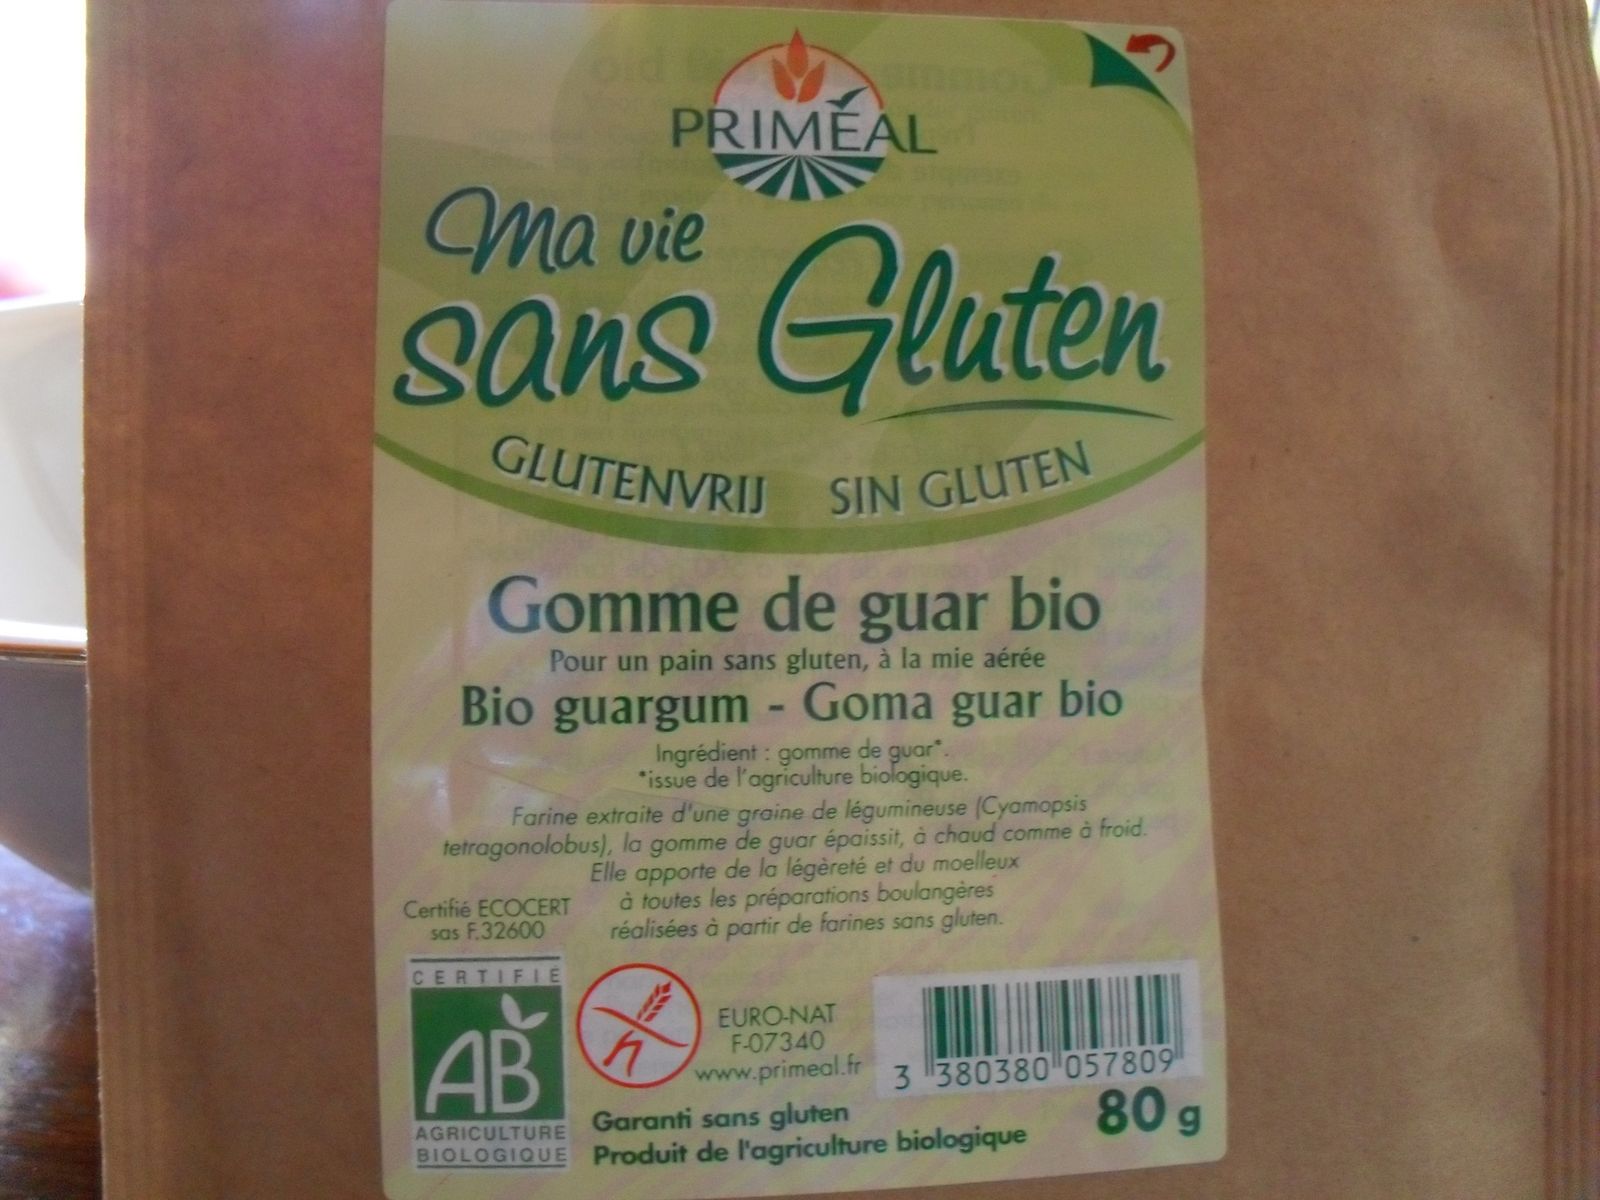 PRIMÉAL
Ma vie
sans Gluten
GLUTENVRIJ SIN GLUTEN
Gomme de guar bio
Pour un pain sans gluten, à la mie aérée
Bio guargum - Goma guar bio
Ingrédient : gomme de guar*.
*issue de l'agriculture biologique.
Farine extraite d'une graine de légumineuse (Cyamopsis
tetragonolobus), la gomme de guar épaissit, à chaud comme à froid.
Elle apporte de la légèreté et du moelleux
à toutes les préparations boulangères
réalisées à partir de farines sans gluten.
Certifié ECOCERT
sas F.32600
CERTIFIÉ
AB
AGRICULTURE
BIOLOGIQUE
EURO-NAT
F-07340
www.primeal.fr
3 380380 057809
Garanti sans gluten
Produit de l'agriculture biologique
80 g